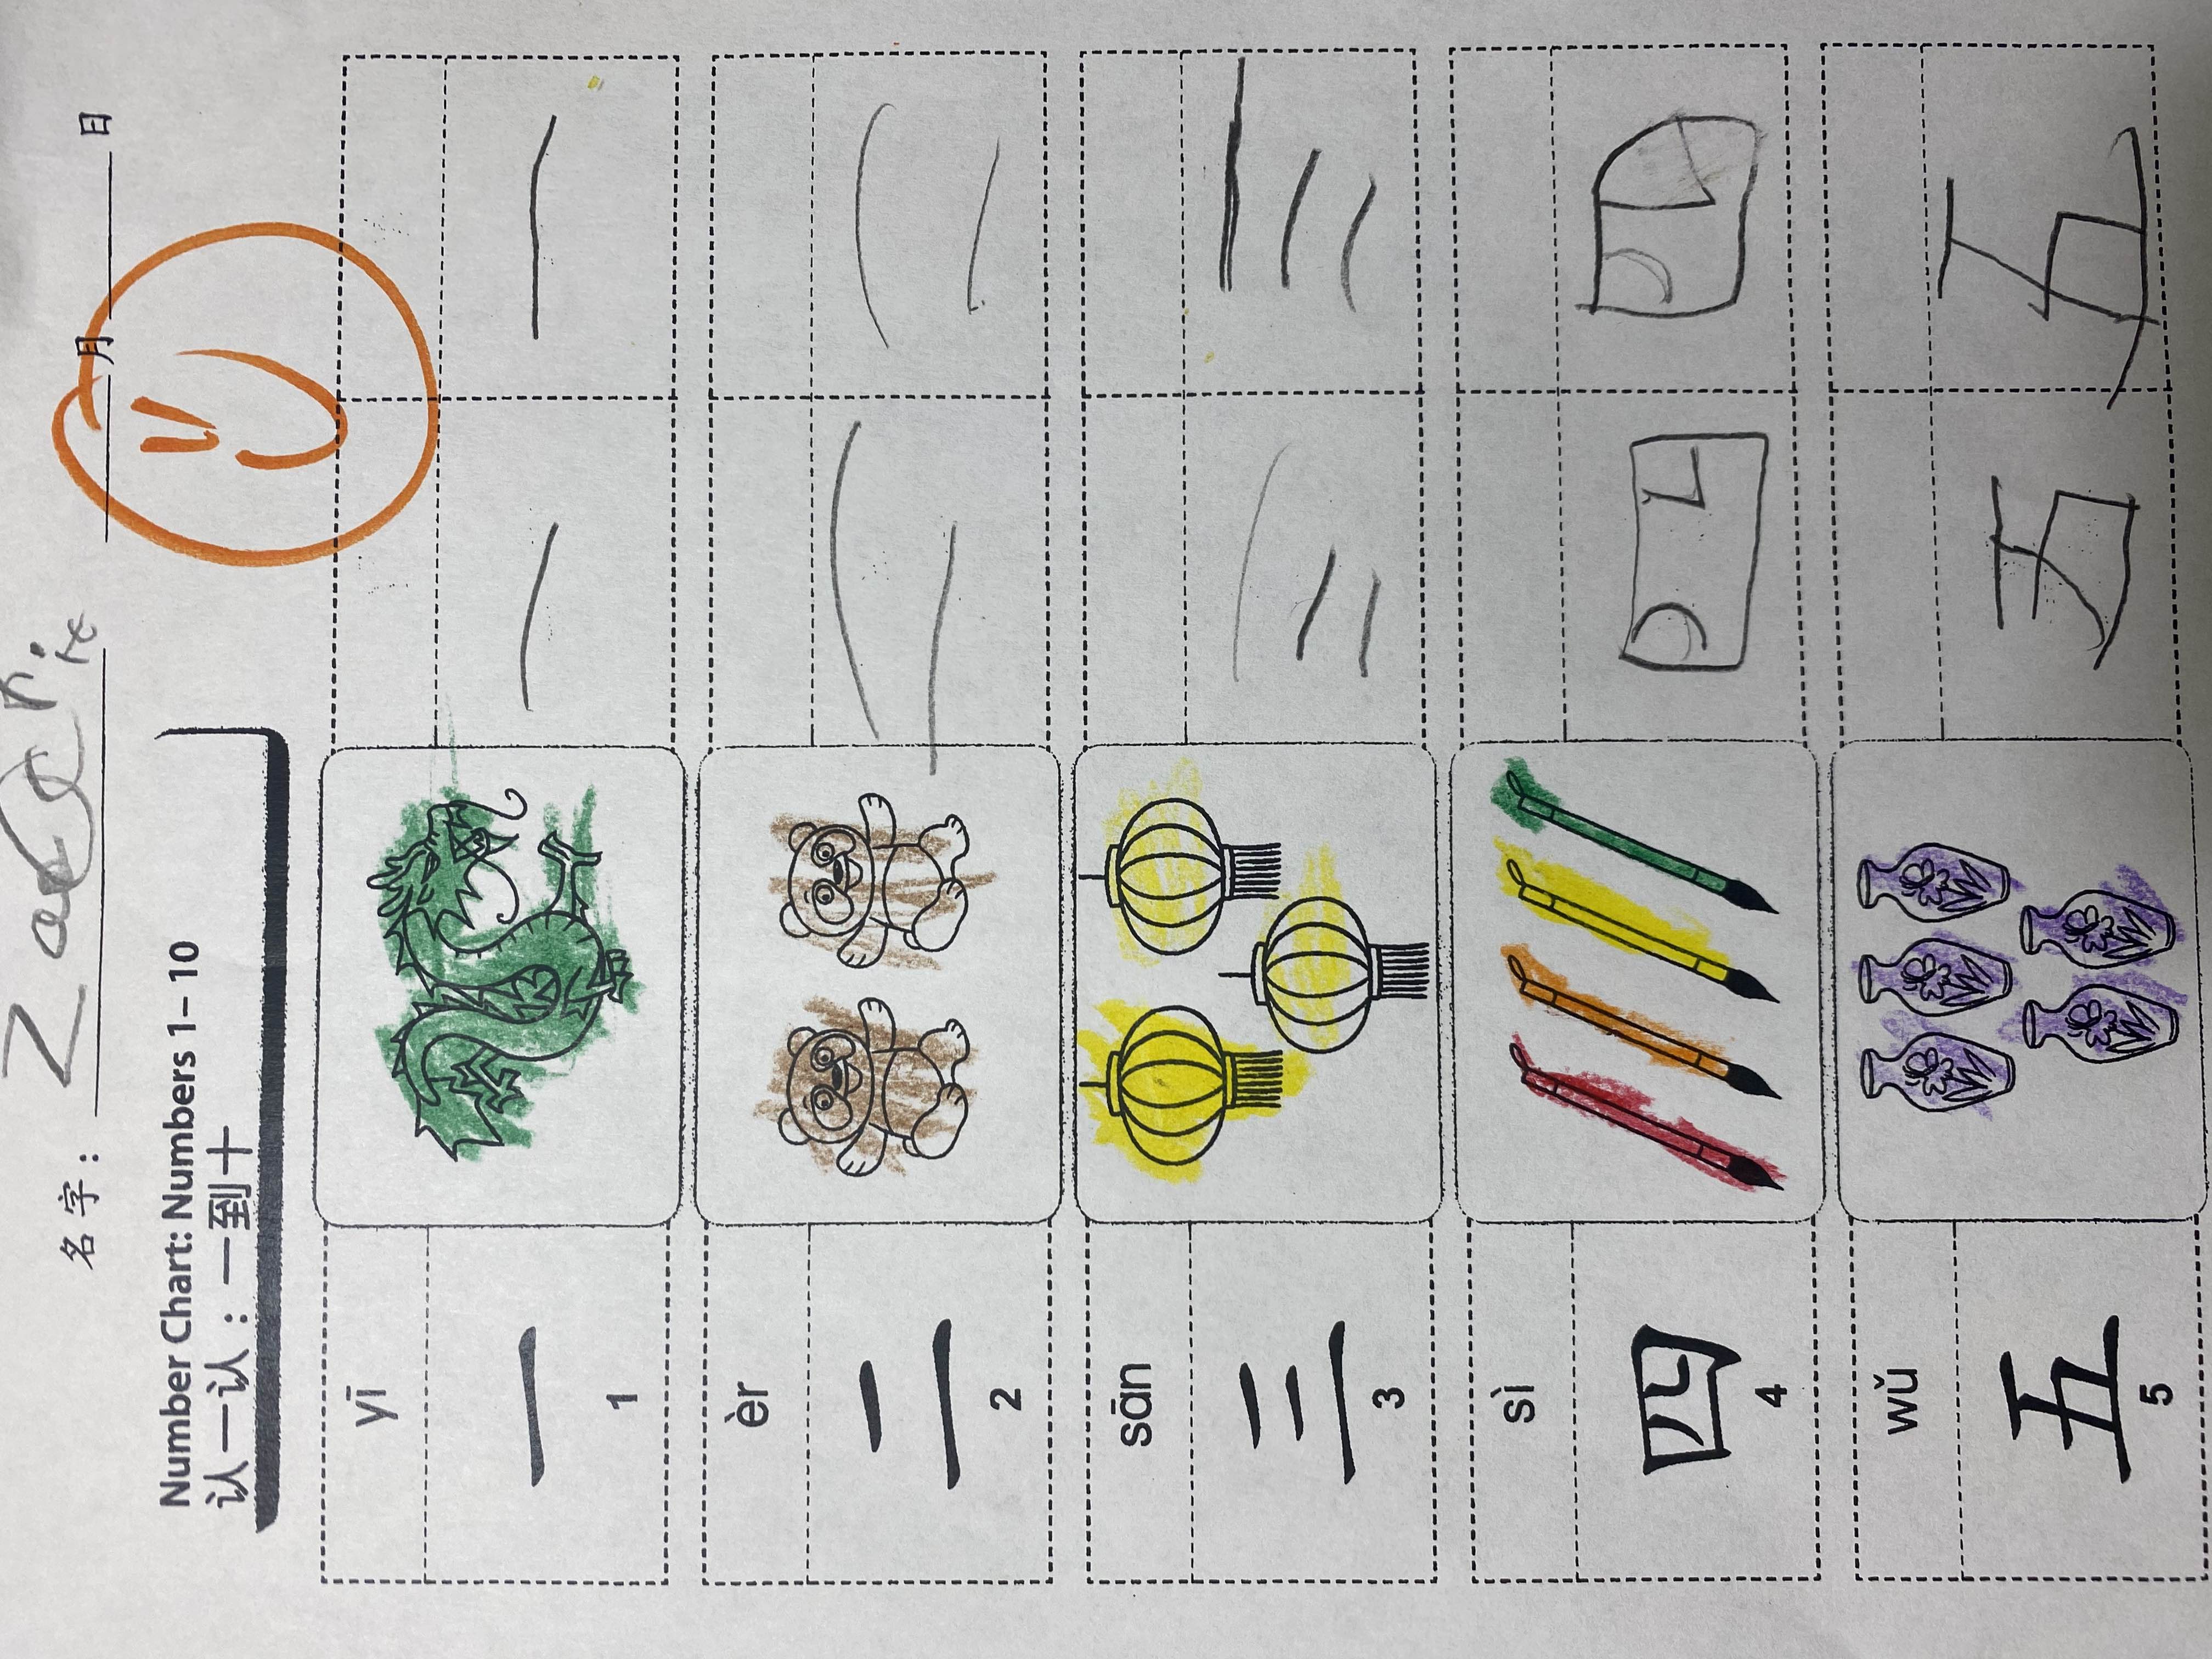 名字：
月 日
Number Chart: Numbers 1– 10
认一认：一到十
yī
一 一 一
1
èr
二 二 二
2
sān
三 三 三
3
sì
四 四 四
4
wǔ
五 五 五
5